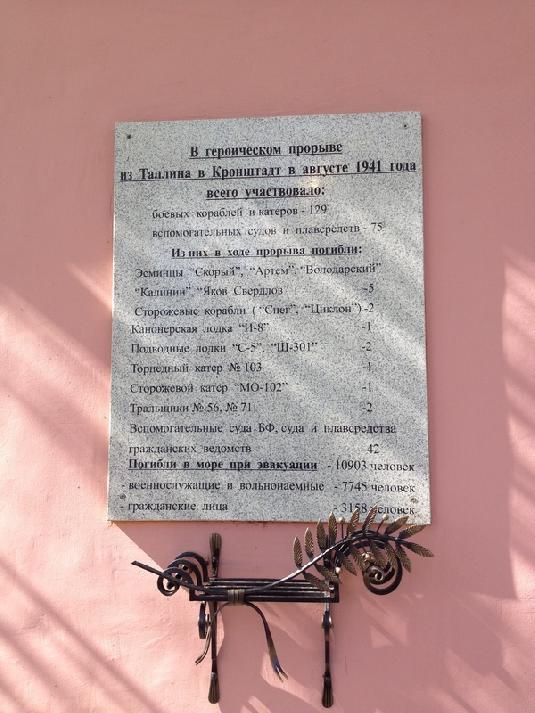 В героическом прорыве
из Таллина в Кронштадт в августе 1941 года
всего участвовало:
боевых кораблей и катеров - 129
вспомогательных судов и плавсредств - 75
Из них в ходе прорыва погибли:
Эсминцы "Скорый", "Артем", "Володарский"
"Калинин", "Яков Свердлов -5
Сторожевые корабли ( "Снег", "Циклон") -2
Канонерская лодка "И-8" -1
Подводные лодки "С-5", "Щ-301" -2
Торпедный катер № 103 -1
Сторожевой катер "МО-102" -1
Тральщики № 56, № 71 -2
Вспомогательные суда БФ, суда и плавсредства
гражданских ведомств 42
Погибли в море при эвакуации - 10903 человек
- военнослужащие и вольнонаемные - 7745 человек
- гражданские лица - 3158 человек